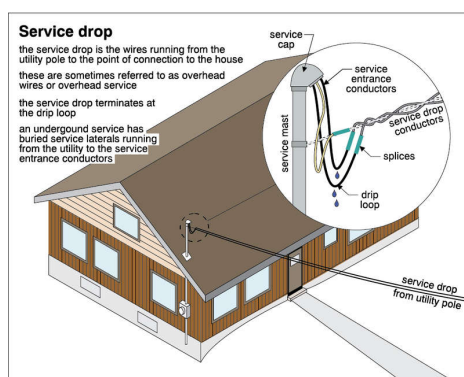 Service drop
the service drop is the wires running from the
utility pole to the point of connection to the house
these are sometimes referred to as overhead
wires or overhead service
the service drop terminates at
the drip loop
an undergound service has
buried service laterals running
from the utility to the service
entrance conductors
service
cap
service
entrance
conductors
service mast
service drop
conductors
splices
drip
loop
service drop
from utility pole